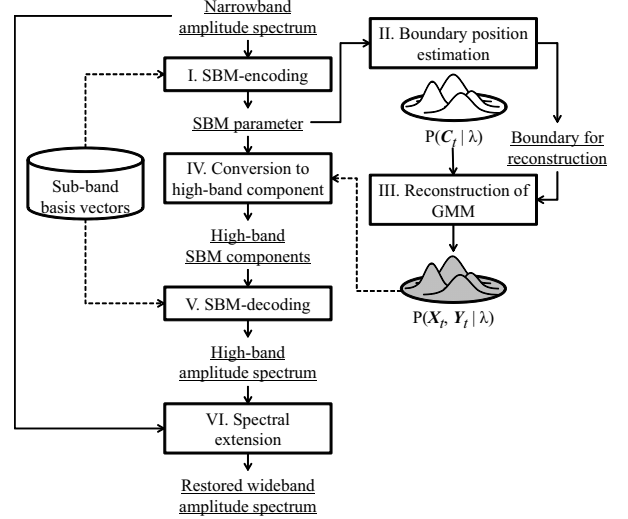 Narrowband
amplitude spectrum
I. SBM-encoding
SBM parameter
IV. Conversion to
high-band component
High-band
SBM components
V. SBM-decoding
High-band
amplitude spectrum
VI. Spectral
extension
Restored wideband
amplitude spectrum
Sub-band
basis vectors
II. Boundary position
estimation
P(C_t | λ)
Boundary for
reconstruction
III. Reconstruction of
GMM
P(X_t, Y_t | λ)